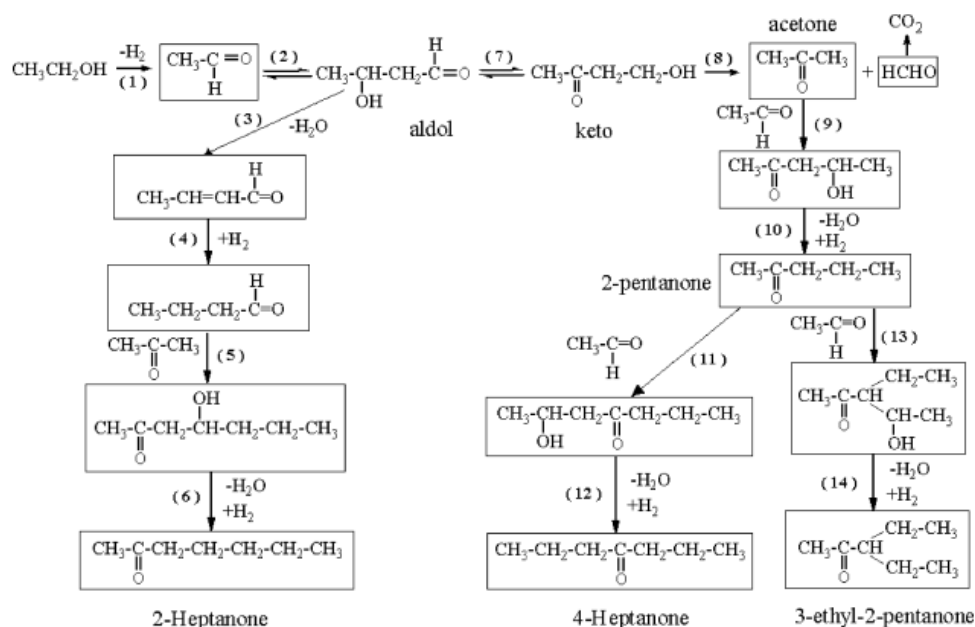 acetone
CO2
CH3CH2OH -H2 (1) CH3-C=O H (2) CH3-CH-CH2-C=O H OH (7) CH3-C-CH2-CH2-OH O (8) CH3-C-CH3 O + HCHO
aldol
keto
(3) -H2O
CH3-C=O H (9)
CH3-CH=CH-C=O H
CH3-C-CH2-CH-CH3 O OH
(4) +H2
(10) -H2O +H2
CH3-CH2-CH2-C=O H
2-pentanone CH3-C-CH2-CH2-CH3 O
CH3-C-CH3 O (5)
CH3-C=O H (11)
CH3-C=O H (13)
OH
CH3-C-CH2-CH-CH2-CH2-CH3 O
CH3-CH-CH2-C-CH2-CH2-CH3 OH O
CH3-C-CH CH2-CH3 CH-CH3 O OH
(6) -H2O +H2
(12) -H2O +H2
(14) -H2O +H2
CH3-C-CH2-CH2-CH2-CH2-CH3 O
CH3-CH2-CH2-C-CH2-CH2-CH3 O
CH3-C-CH CH2-CH3 CH2-CH3 O
2-Heptanone
4-Heptanone
3-ethyl-2-pentanone